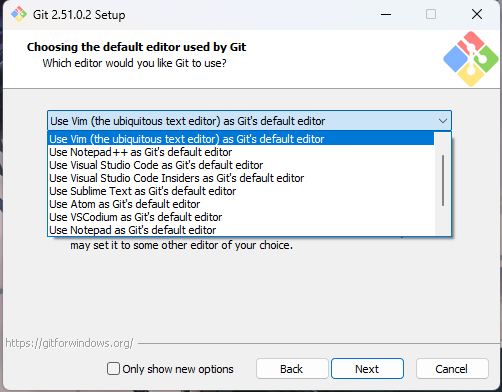 Git 2.51.0.2 Setup
Choosing the default editor used by Git
Which editor would you like Git to use?
Use Vim (the ubiquitous text editor) as Git's default editor
Use Vim (the ubiquitous text editor) as Git's default editor
Use Notepad++ as Git's default editor
Use Visual Studio Code as Git's default editor
Use Visual Studio Code Insiders as Git's default editor
Use Sublime Text as Git's default editor
Use Atom as Git's default editor
Use VSCodium as Git's default editor
Use Notepad as Git's default editor
may set it to some other editor of your choice.
https://gitforwindows.org/
Only show new options
Back
Next
Cancel